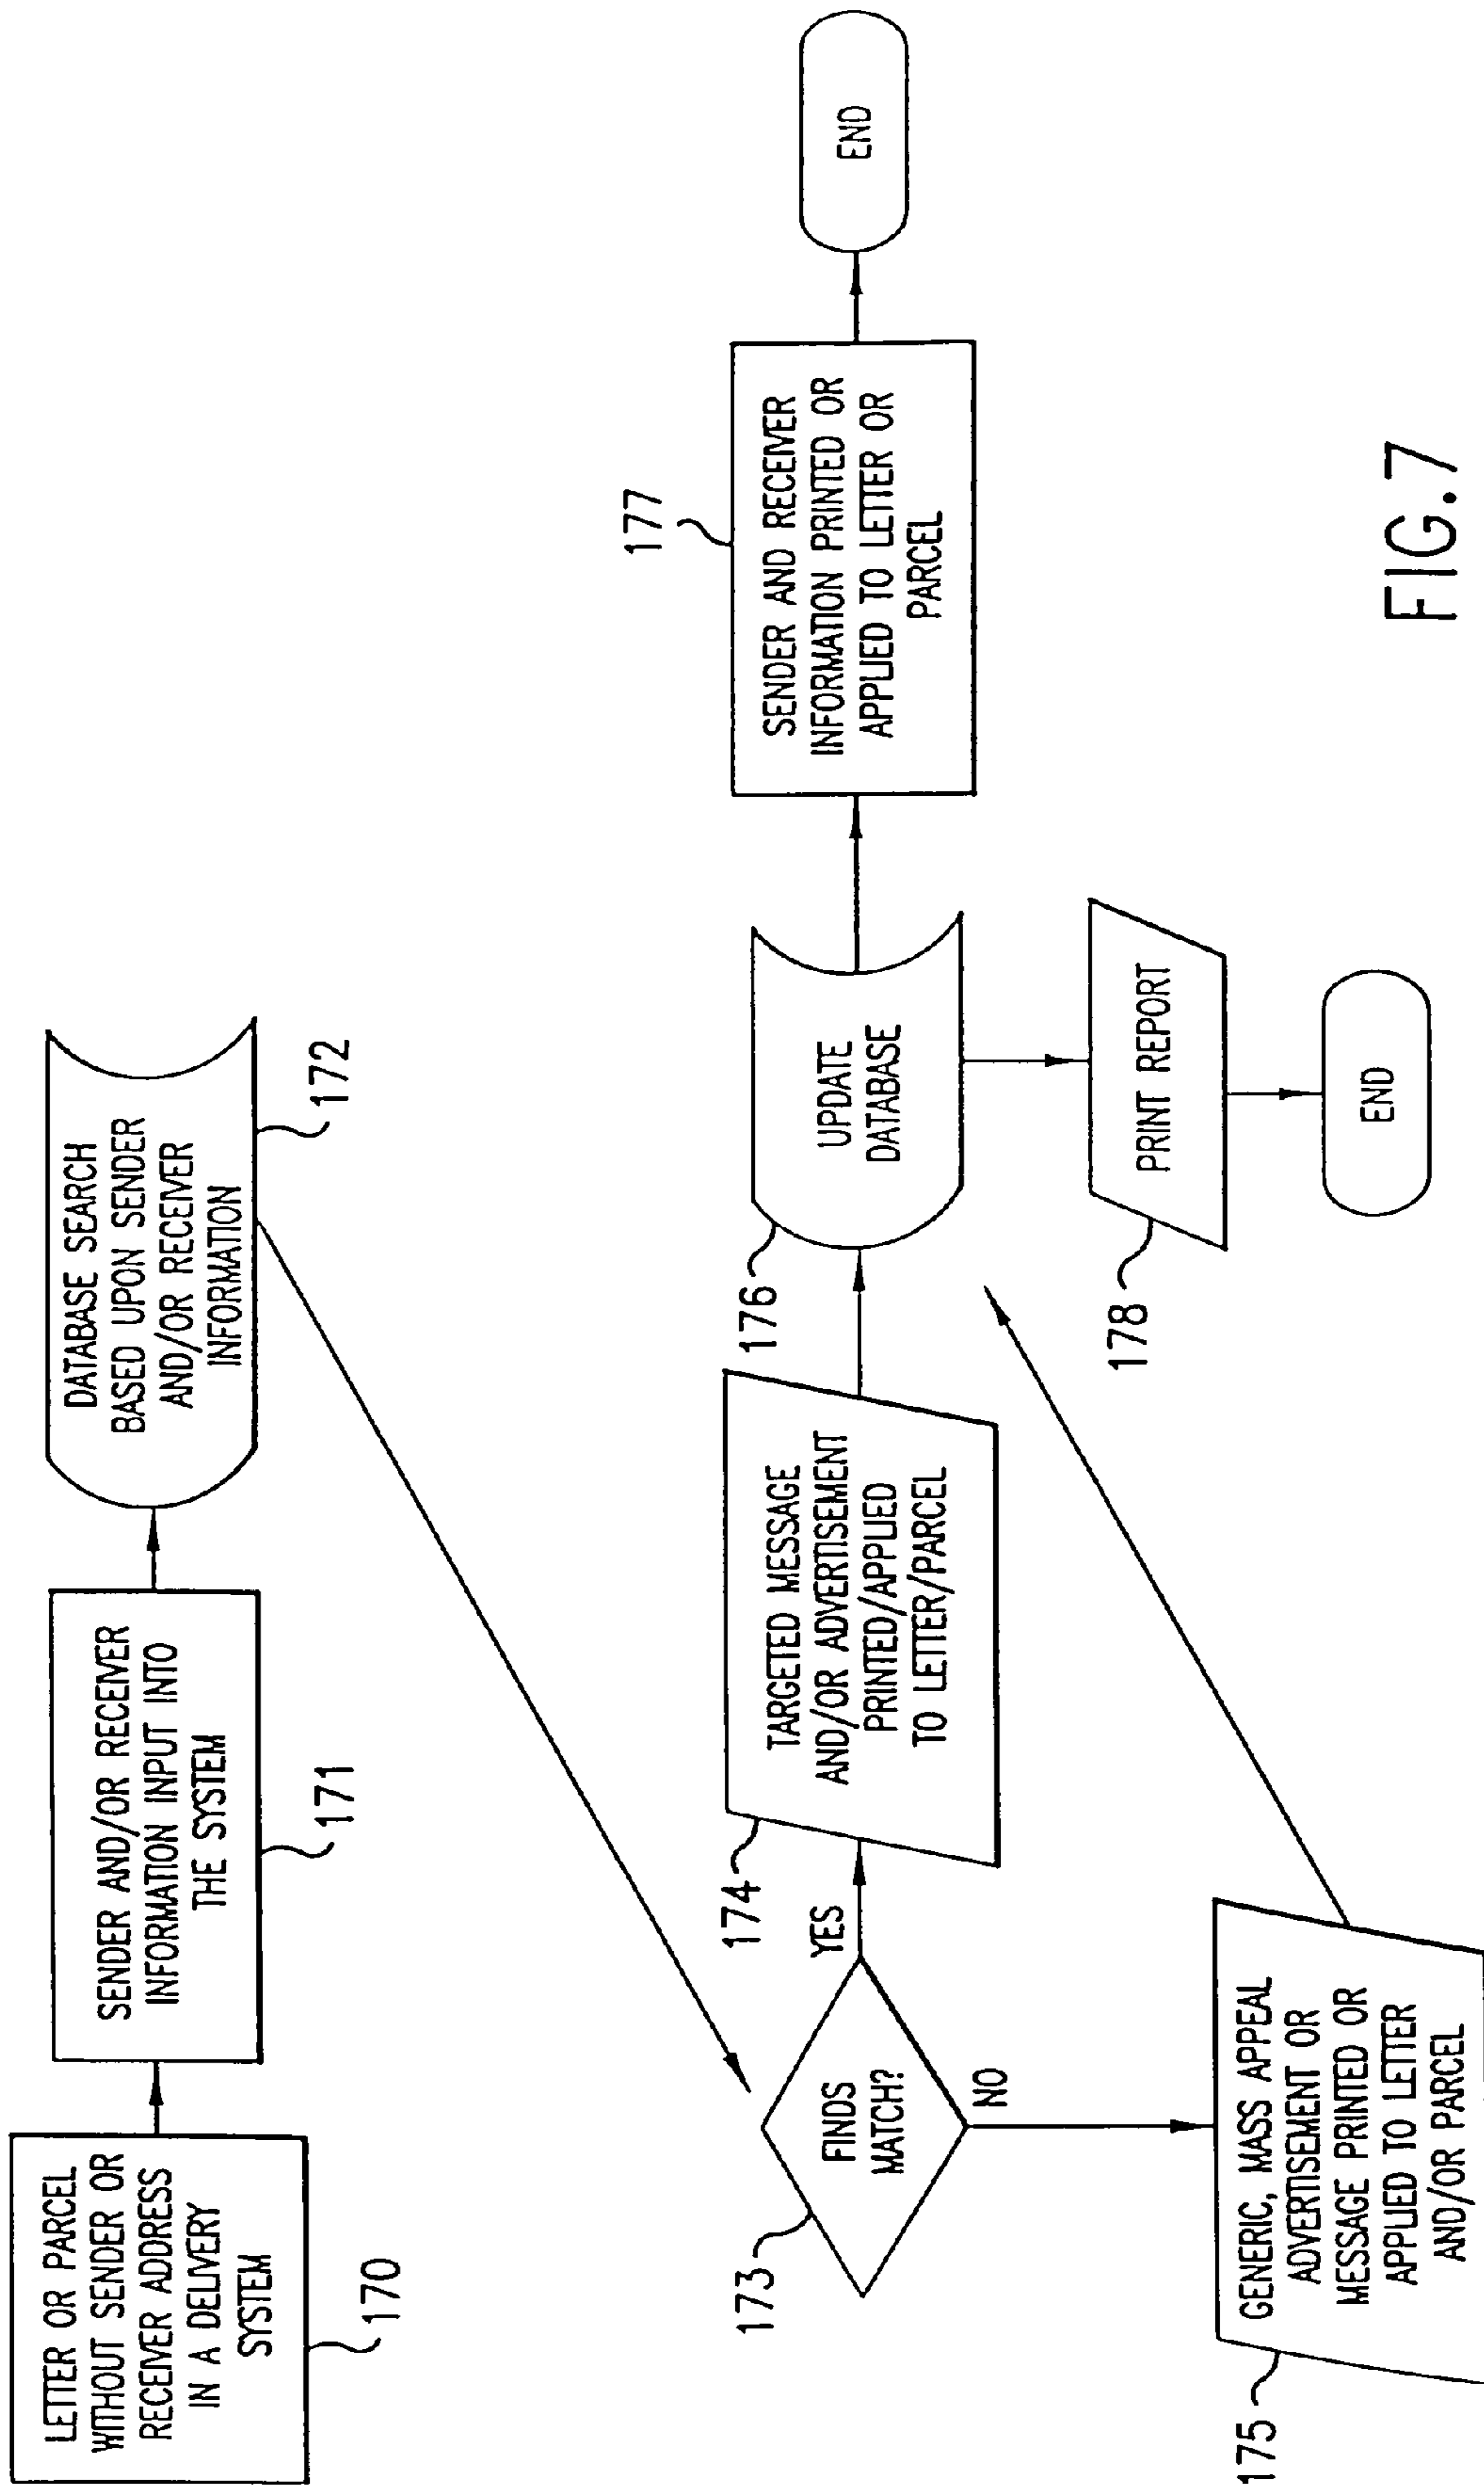 LETTER OR PARCEL
WITHOUT SENDER OR
RECEIVER ADDRESS
IN A DELIVERY
SYSTEM
170
SENDER AND/OR RECEIVER
INFORMATION INPUT INTO
THE SYSTEM
171
DATABASE SEARCH
BASED UPON SENDER
AND/OR RECEIVER
INFORMATION
172
173
FINDS
MATCH?
YES
NO
174
TARGETED MESSAGE
AND/OR ADVERTISEMENT
PRINTED/APPLIED
TO LETTER/PARCEL
175
GENERIC, MASS APPEAL
ADVERTISEMENT OR
MESSAGE PRINTED OR
APPLIED TO LETTER
AND/OR PARCEL
176
UPDATE
DATABASE
177
SENDER AND RECEIVER
INFORMATION PRINTED OR
APPLIED TO LETTER OR
PARCEL
END
178
PRINT REPORT
END
FIG.7